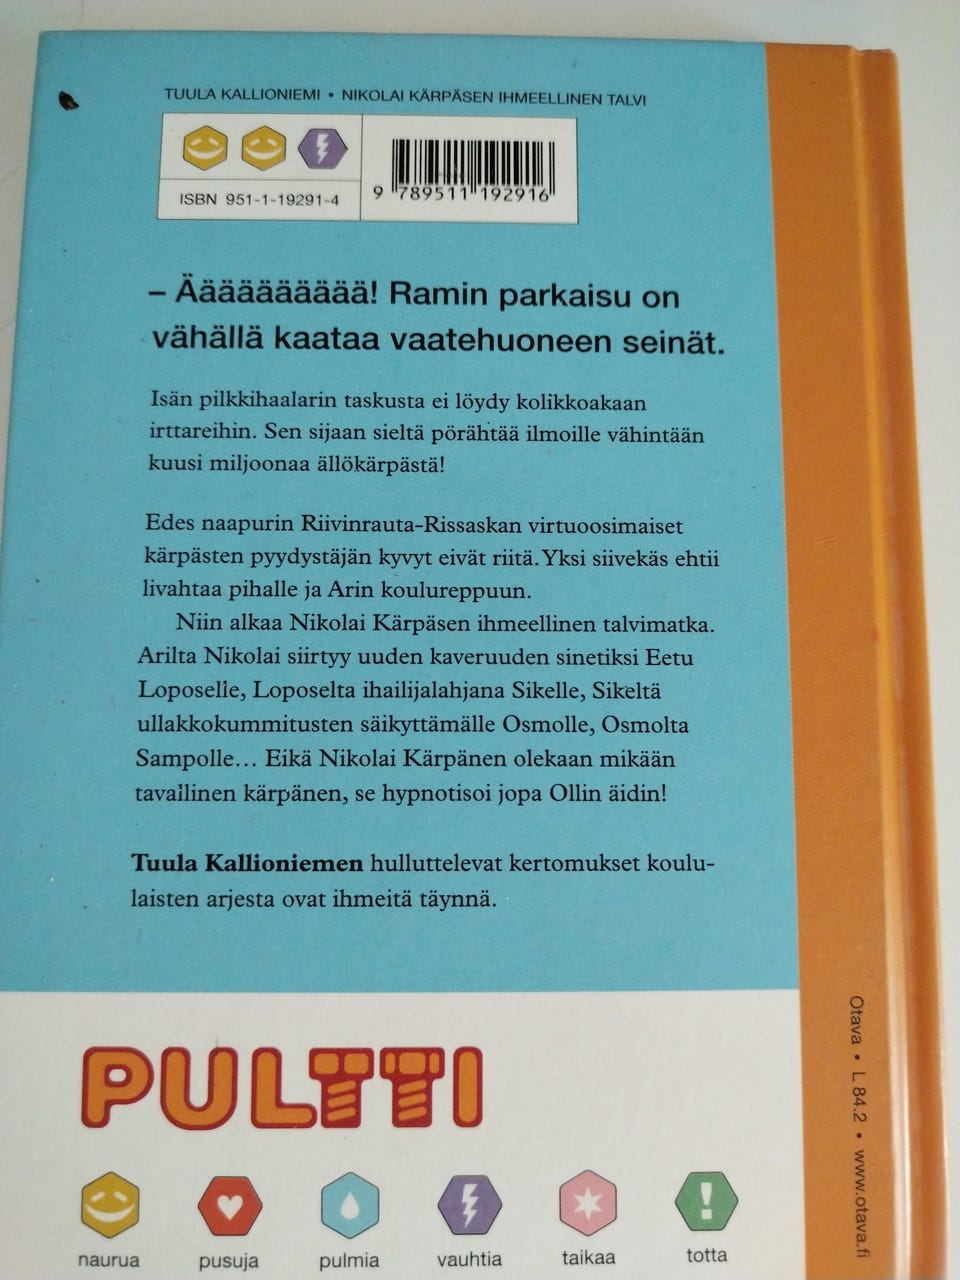 TUULA KALLIONIEMI • NIKOLAI KÄRPÄSEN IHMEELLINEN TALVI
ISBN 951-1-19291-4
9 789511 192916
– Äääääääääää! Ramin parkaisu on
vähällä kaataa vaatehuoneen seinät.
Isän pilkkihaalarin taskusta ei löydy kolikkoakaan
irttareihin. Sen sijaan sieltä pörähtää ilmoille vähintään
kuusi miljoonaa ällökärpästä!
Edes naapurin Riivinrauta-Rissaskan virtuoosimaiset
kärpästen pyydystäjän kyvyt eivät riitä. Yksi siivekäs ehtii
livahtaa pihalle ja Arin koulureppuun.
Niin alkaa Nikolai Kärpäsen ihmeellinen talvimatka.
Arilta Nikolai siirtyy uuden kaveruuden sinetiksi Eetu
Loposelle, Loposelta ihailijalahjana Sikelle, Sikeltä
ullakkokummitusten säikyttämälle Osmolle, Osmolta
Sampolle... Eikä Nikolai Kärpänen olekaan mikään
tavallinen kärpänen, se hypnotisoi jopa Ollin äidin!
Tuula Kallioniemen hulluttelevat kertomukset koulu-
laisten arjesta ovat ihmeitä täynnä.
PULTTI
naurua pusuja pulmia vauhtia taikaa totta
Otava • L 84.2 • www.otava.fi